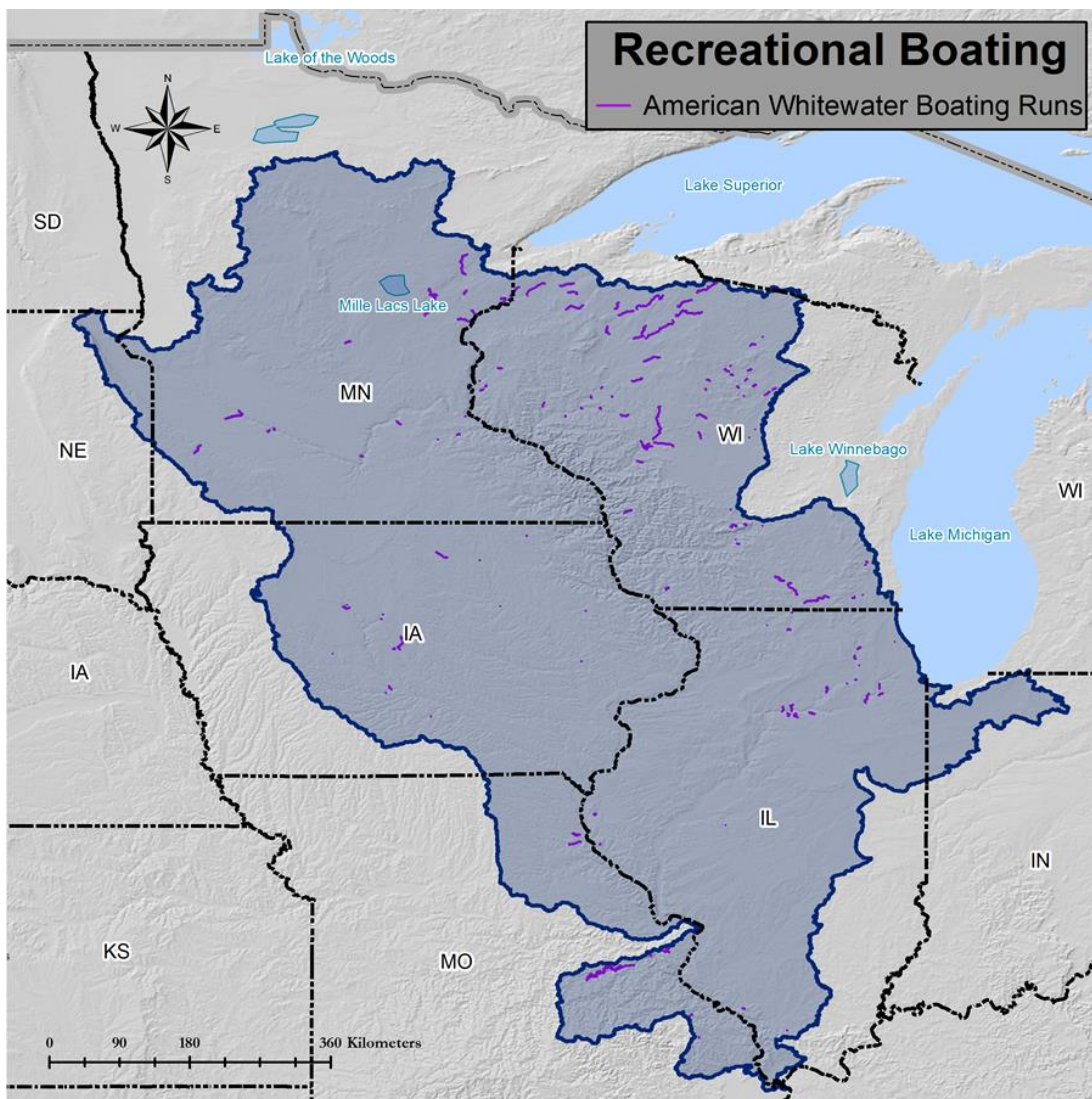 Recreational Boating
American Whitewater Boating Runs
Lake of the Woods
N
W E
S
Lake Superior
SD
Mille Lacs Lake
MN
NE
WI
Lake Winnebago
WI
Lake Michigan
IA
IA
IL
IN
KS
MO
0 90 180 360 Kilometers